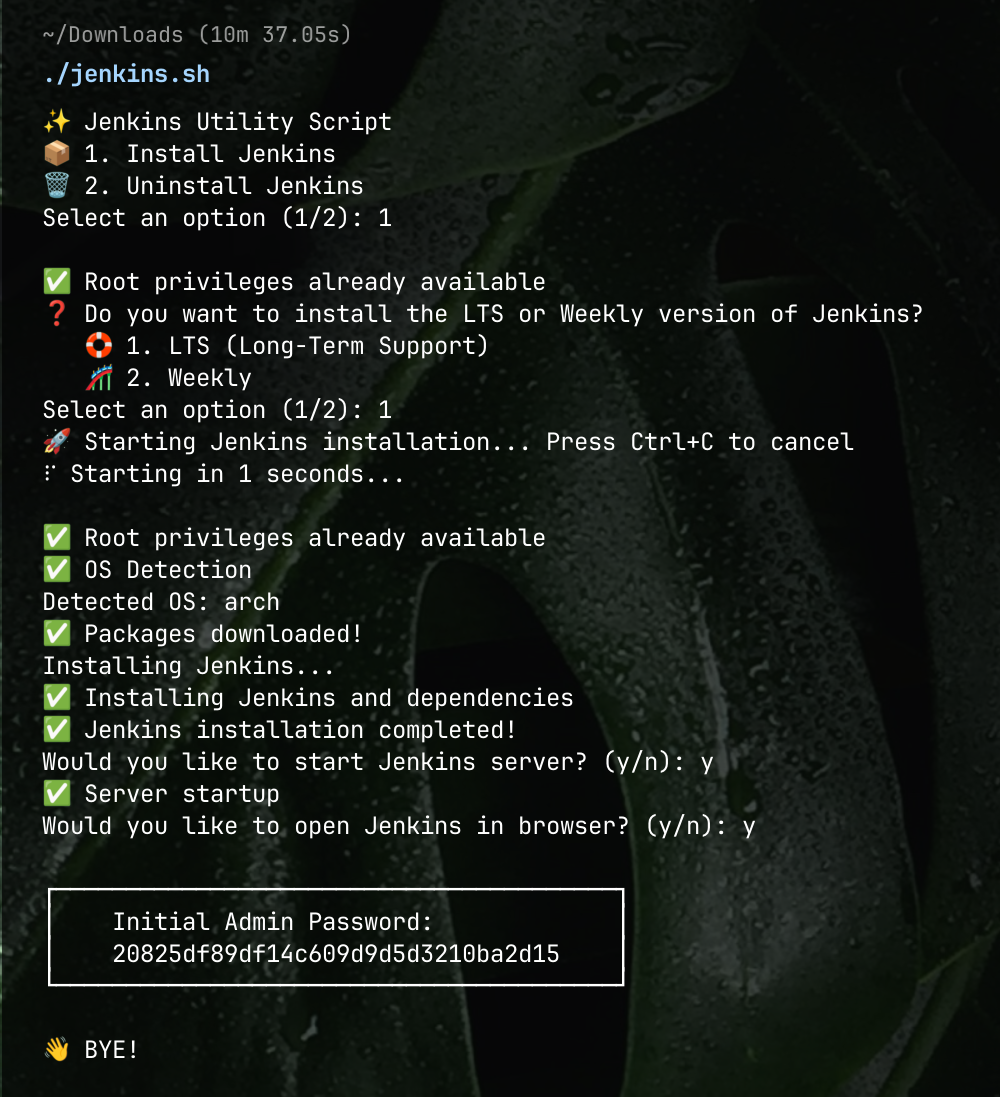 ~/Downloads (10m 37.05s)
./jenkins.sh
✨ Jenkins Utility Script
📦 1. Install Jenkins
🗑️ 2. Uninstall Jenkins
Select an option (1/2): 1
✅ Root privileges already available
❓ Do you want to install the LTS or Weekly version of Jenkins?
🛟 1. LTS (Long-Term Support)
🎢 2. Weekly
Select an option (1/2): 1
🚀 Starting Jenkins installation... Press Ctrl+C to cancel
⠏ Starting in 1 seconds...
✅ Root privileges already available
✅ OS Detection
Detected OS: arch
✅ Packages downloaded!
Installing Jenkins...
✅ Installing Jenkins and dependencies
✅ Jenkins installation completed!
Would you like to start Jenkins server? (y/n): y
✅ Server startup
Would you like to open Jenkins in browser? (y/n): y
Initial Admin Password:
20825df89df14c609d9d5d3210ba2d15
👋 BYE!